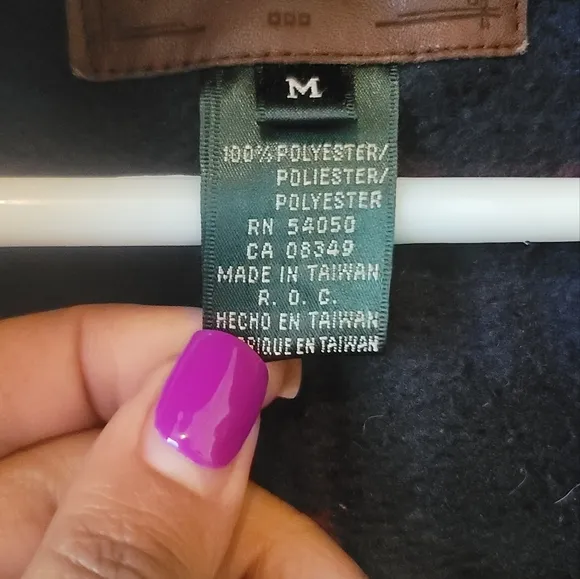 M
100% POLYESTER/
POLIESTER/
POLYESTER
RN 54050
CA 08349
MADE IN TAIWAN
R. O. C.
HECHO EN TAIWAN
EN TAIWAN